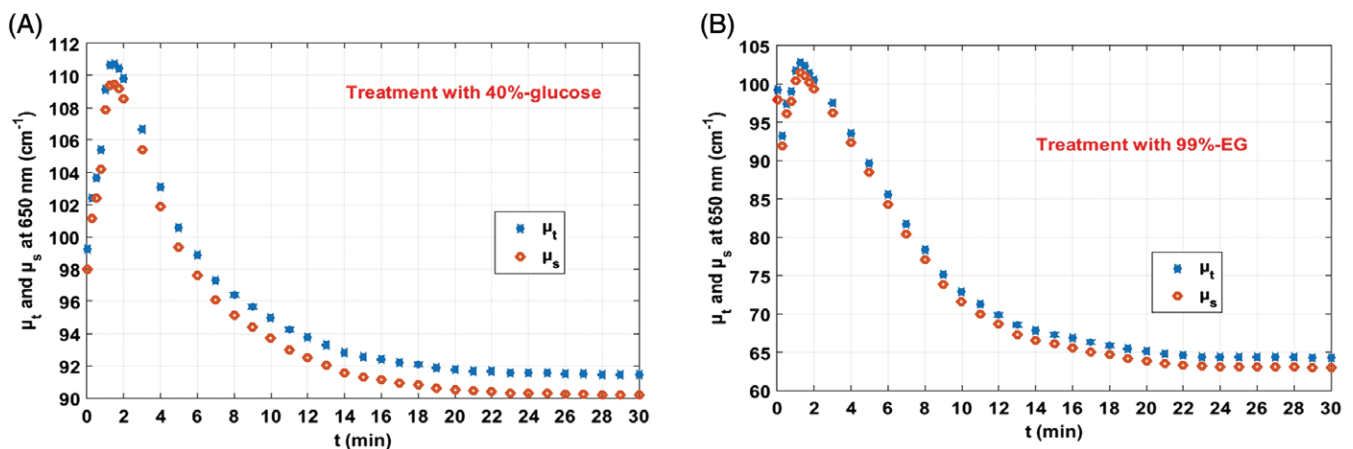 (A)
112
110
108
106
104
102
100
98
96
94
92
90
μt and μs at 650 nm (cm⁻¹)
Treatment with 40%-glucose
μt
μs
0 2 4 6 8 10 12 14 16 18 20 22 24 26 28 30
t (min)
(B)
105
100
95
90
85
80
75
70
65
60
μt and μs at 650 nm (cm⁻¹)
Treatment with 99%-EG
μt
μs
0 2 4 6 8 10 12 14 16 18 20 22 24 26 28 30
t (min)